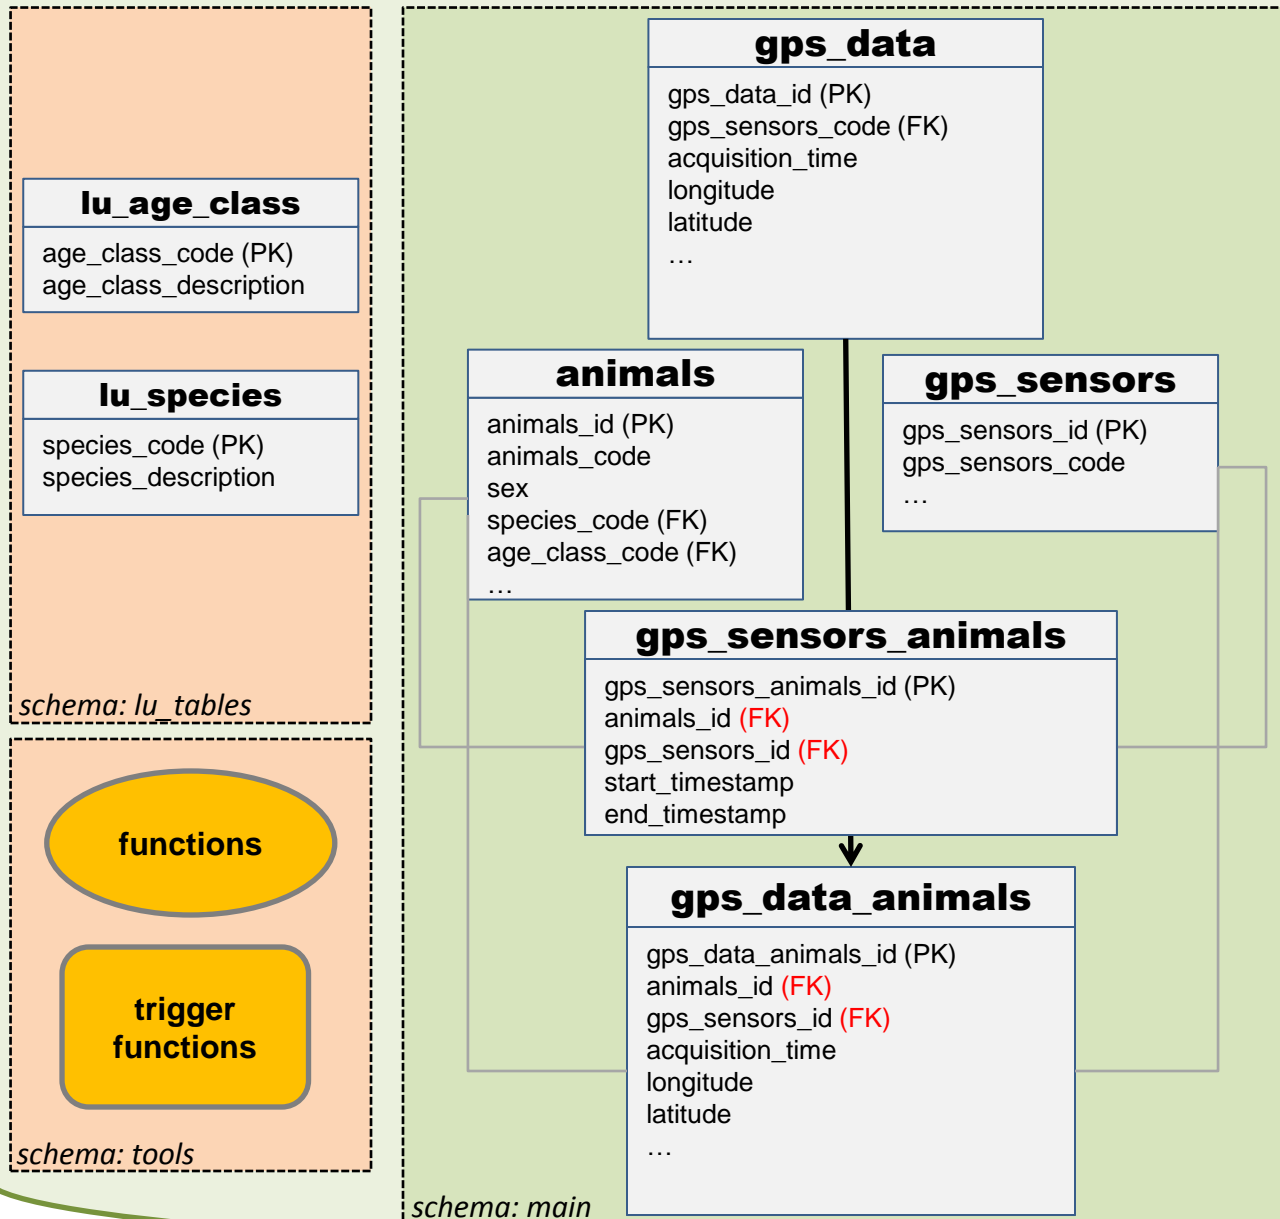 lu_age_class
age_class_code (PK)
age_class_description
lu_species
species_code (PK)
species_description
schema: lu_tables
functions
trigger
functions
schema: tools
gps_data
gps_data_id (PK)
gps_sensors_code (FK)
acquisition_time
longitude
latitude
…
animals
animals_id (PK)
animals_code
sex
species_code (FK)
age_class_code (FK)
…
gps_sensors
gps_sensors_id (PK)
gps_sensors_code
…
gps_sensors_animals
gps_sensors_animals_id (PK)
animals_id (FK)
gps_sensors_id (FK)
start_timestamp
end_timestamp
gps_data_animals
gps_data_animals_id (PK)
animals_id (FK)
gps_sensors_id (FK)
acquisition_time
longitude
latitude
…
schema: main